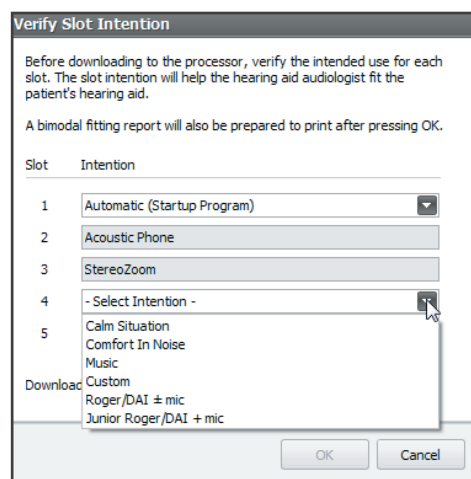 Verify Slot Intention
Before downloading to the processor, verify the intended use for each
slot. The slot intention will help the hearing aid audiologist fit the
patient's hearing aid.
A bimodal fitting report will also be prepared to print after pressing OK.
Slot Intention
1 Automatic (Startup Program)
2 Acoustic Phone
3 StereoZoom
4 - Select Intention -
5
Calm Situation
Comfort In Noise
Music
Custom
Roger/DAI ± mic
Junior Roger/DAI + mic
OK Cancel